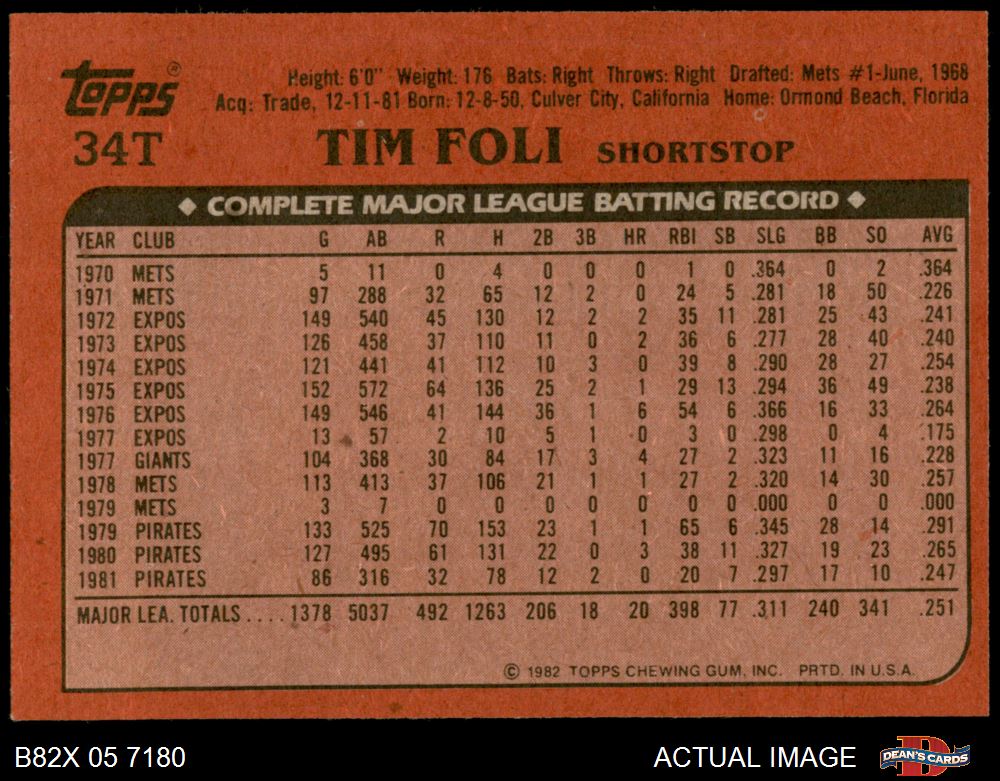 Topps®
Height: 6'0" Weight: 176 Bats: Right Throws: Right Drafted: Mets #1-June, 1968
Acq: Trade, 12-11-81 Born: 12-8-50, Culver City, California Home: Ormond Beach, Florida
34T TIM FOLI SHORTSTOP
◆ COMPLETE MAJOR LEAGUE BATTING RECORD ◆
YEAR CLUB G AB R H 2B 3B HR RBI SB SLG BB SO AVG
1970 METS 5 11 0 4 0 0 0 1 0 .364 0 2 .364
1971 METS 97 288 32 65 12 2 0 24 5 .281 18 50 .226
1972 EXPOS 149 540 45 130 12 2 2 35 11 .281 25 43 .241
1973 EXPOS 126 458 37 110 11 0 2 36 6 .277 28 40 .240
1974 EXPOS 121 441 41 112 10 3 0 39 8 .290 28 27 .254
1975 EXPOS 152 572 64 136 25 2 1 29 13 .294 36 49 .238
1976 EXPOS 149 546 41 144 36 1 6 54 6 .366 16 33 .264
1977 EXPOS 13 57 2 10 5 1 0 3 0 .298 0 4 .175
1977 GIANTS 104 368 30 84 17 3 4 27 2 .323 11 16 .228
1978 METS 113 413 37 106 21 1 1 27 2 .320 14 30 .257
1979 METS 3 7 0 0 0 0 0 0 0 .000 0 0 .000
1979 PIRATES 133 525 70 153 23 1 1 65 6 .345 28 14 .291
1980 PIRATES 127 495 61 131 22 0 3 38 11 .327 19 23 .265
1981 PIRATES 86 316 32 78 12 2 0 20 7 .297 17 10 .247
MAJOR LEA. TOTALS .... 1378 5037 492 1263 206 18 20 398 77 .311 240 341 .251
© 1982 TOPPS CHEWING GUM, INC. PRTD. IN U.S.A.
B82X 05 7180 ACTUAL IMAGE DEAN'S CARDS